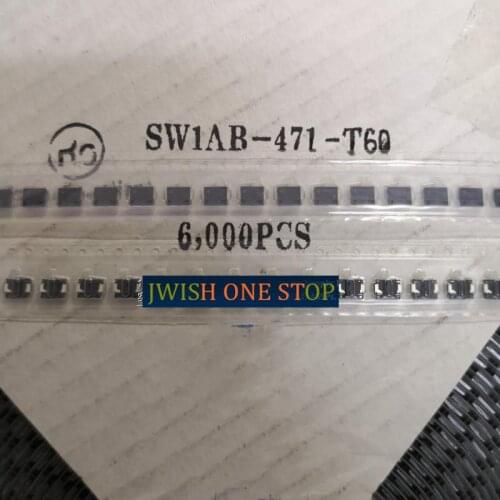 SW1AB-471-T60
6,000PCS
JWISH ONE STOP